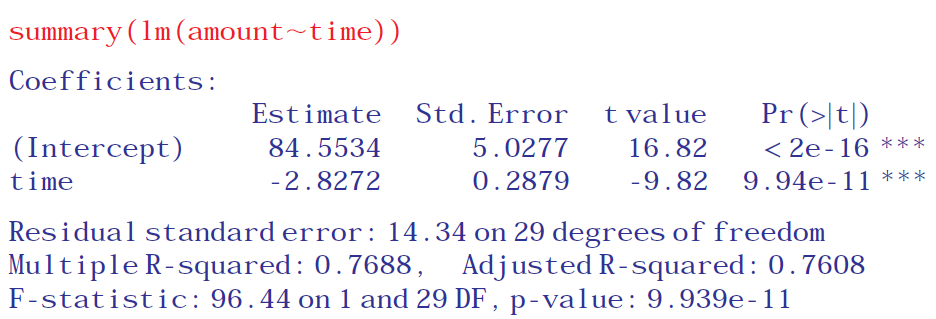 summary(lm(amount~time))
Coefficients:
Estimate Std. Error t value Pr(>|t|)
(Intercept) 84.5534 5.0277 16.82 < 2e-16 ***
time -2.8272 0.2879 -9.82 9.94e-11 ***
Residual standard error: 14.34 on 29 degrees of freedom
Multiple R-squared: 0.7688, Adjusted R-squared: 0.7608
F-statistic: 96.44 on 1 and 29 DF, p-value: 9.939e-11